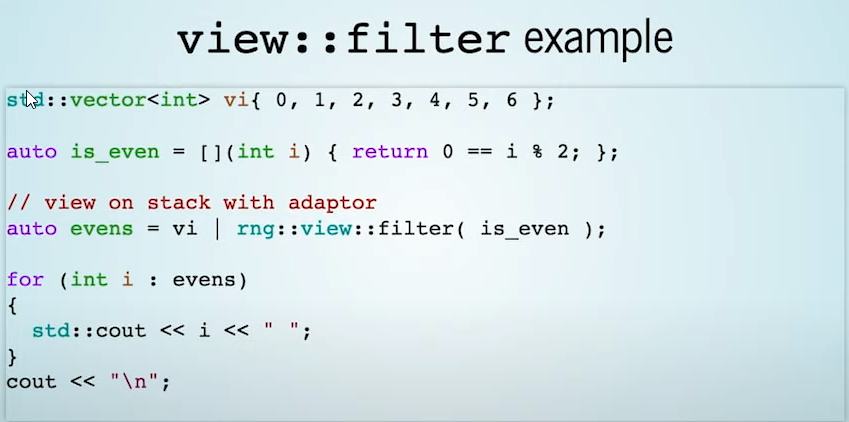 view::filter example
std::vector<int> vi{ 0, 1, 2, 3, 4, 5, 6 };
auto is_even = [](int i) { return 0 == i % 2; };
// view on stack with adaptor
auto evens = vi | rng::view::filter( is_even );
for (int i : evens)
{
  std::cout << i << " ";
}
cout << "\n";